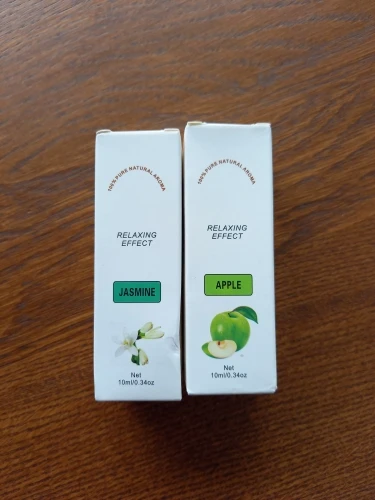 100% PURE NATURAL AROMA
RELAXING
EFFECT
JASMINE
Net
10ml/0.34oz
100% PURE NATURAL AROMA
RELAXING
EFFECT
APPLE
Net
10ml/0.34oz